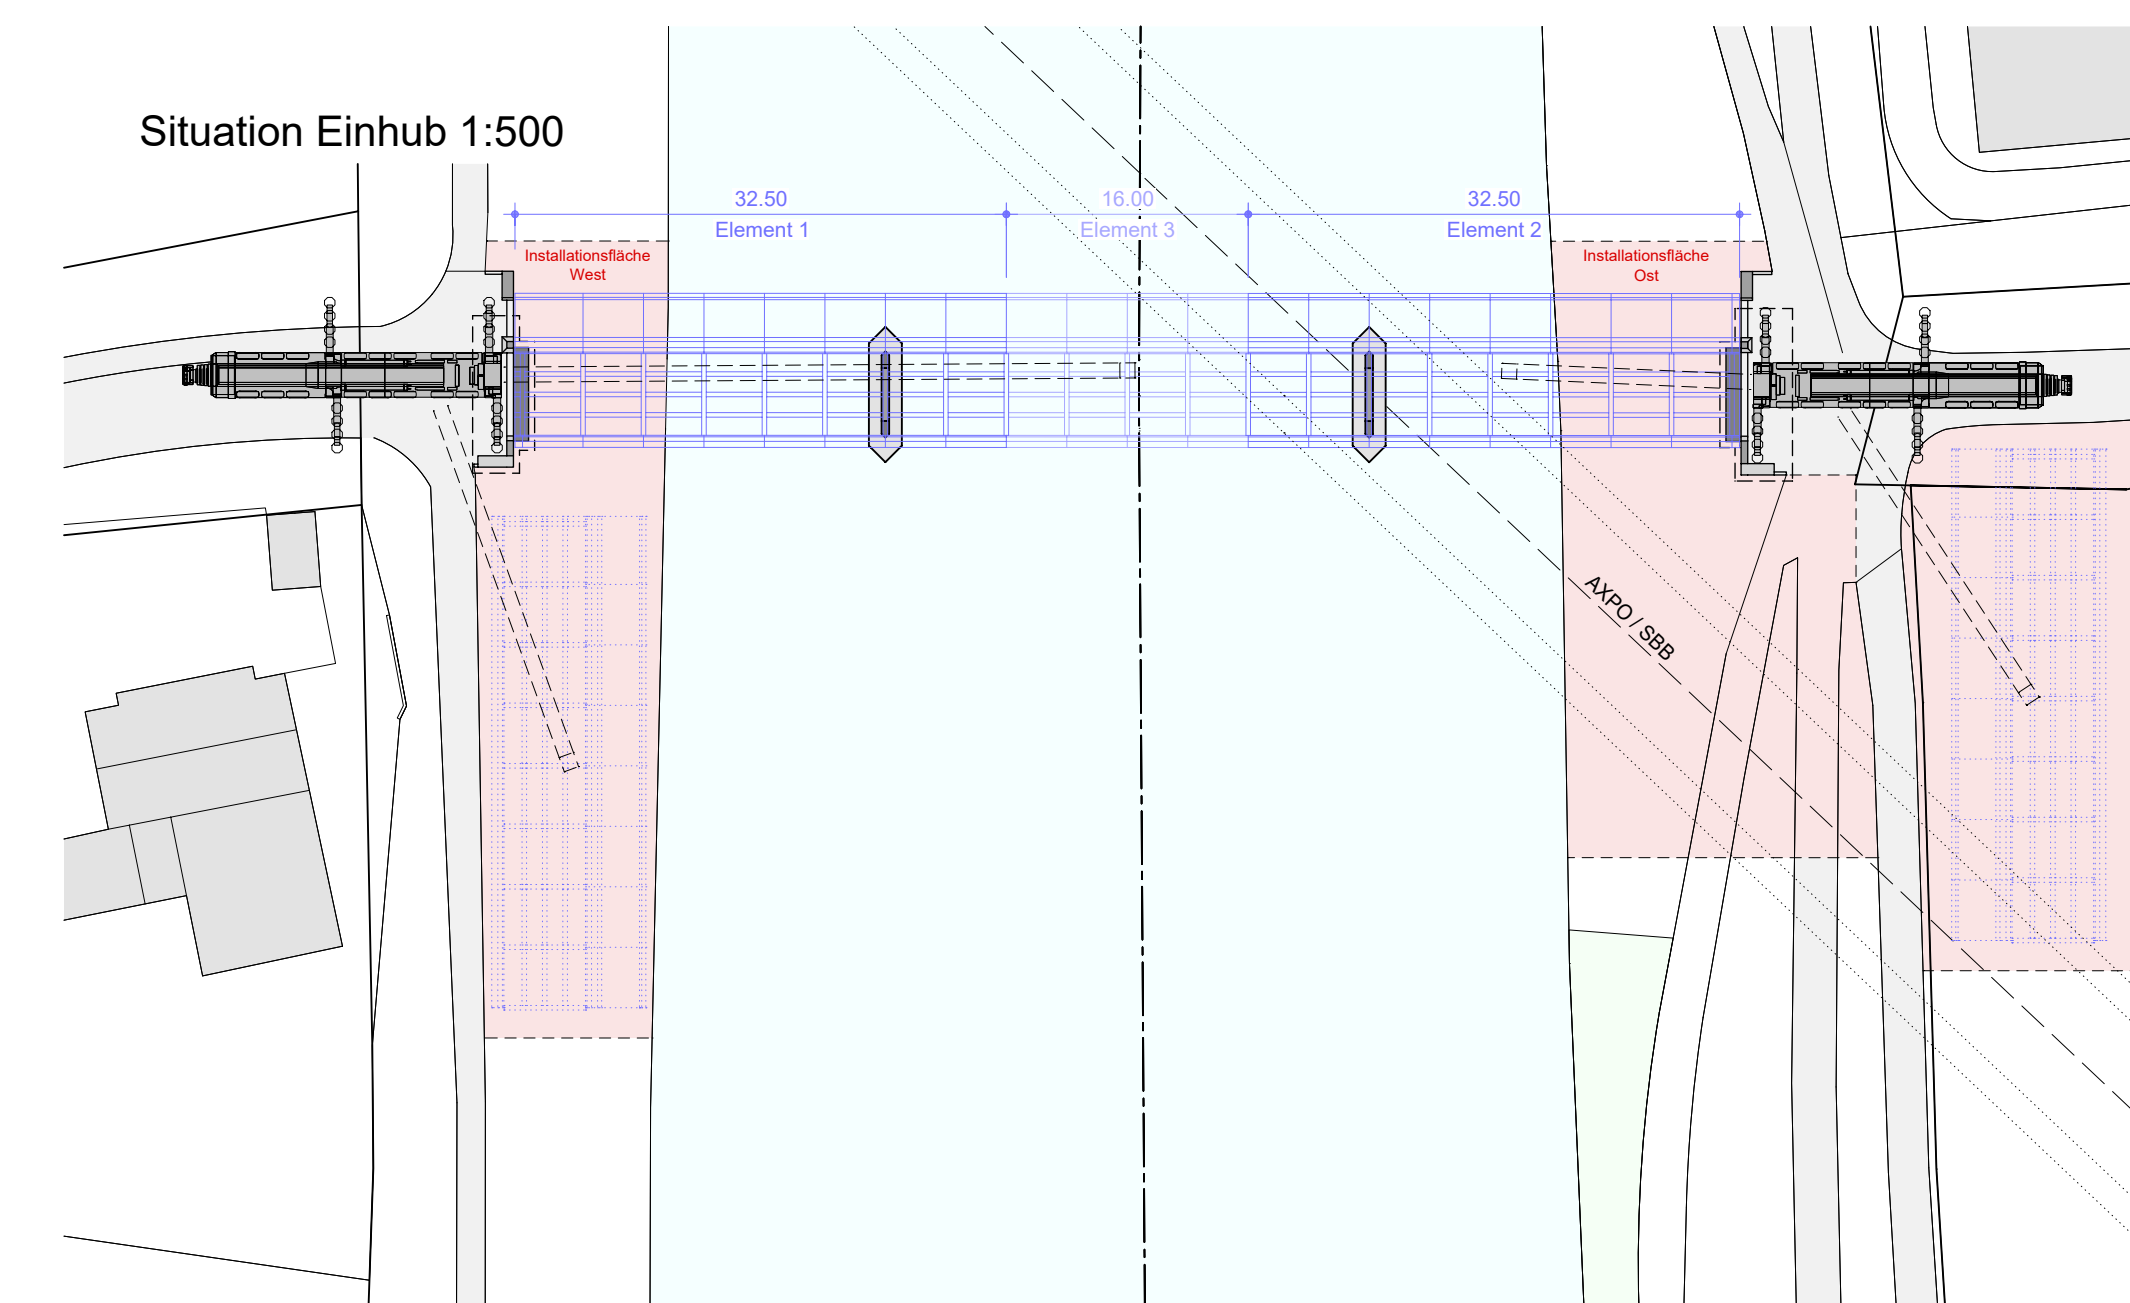 Situation Einhub 1:500
32.50
16.00
32.50
Element 1
Element 3
Element 2
Installationsfläche
West
Installationsfläche
Ost
AXPO / SBB